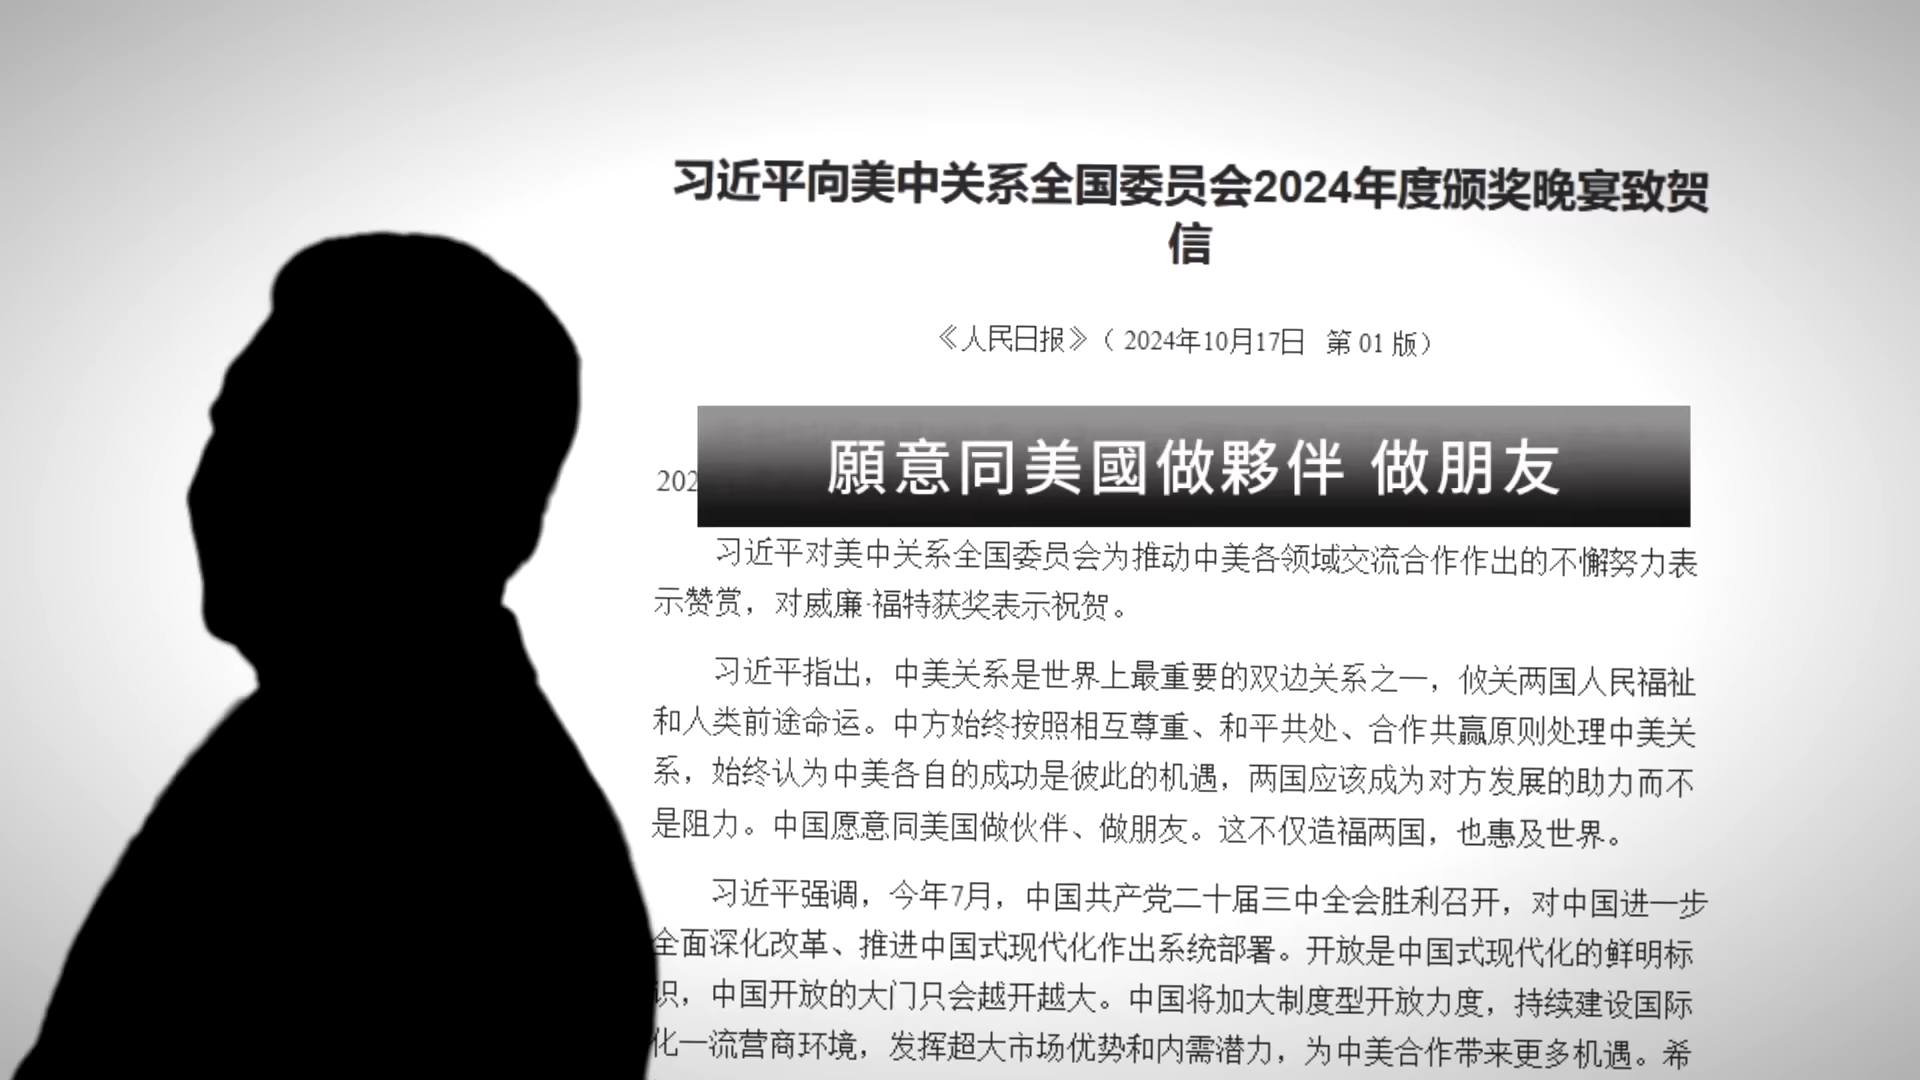 习近平向美中关系全国委员会2024年度颁奖晚宴致贺
信
《人民日报》（ 2024年10月17日 第 01 版）
願意同美國做夥伴 做朋友
202
习近平对美中关系全国委员会为推动中美各领域交流合作作出的不懈努力表
示赞赏，对威廉·福特获奖表示祝贺。
习近平指出，中美关系是世界上最重要的双边关系之一，攸关两国人民福祉
和人类前途命运。中方始终按照相互尊重、和平共处、合作共赢原则处理中美关
系，始终认为中美各自的成功是彼此的机遇，两国应该成为对方发展的助力而不
是阻力。中国愿意同美国做伙伴、做朋友。这不仅造福两国，也惠及世界。
习近平强调，今年7月，中国共产党二十届三中全会胜利召开，对中国进一步
全面深化改革、推进中国式现代化作出系统部署。开放是中国式现代化的鲜明标
识，中国开放的大门只会越开越大。中国将加大制度型开放力度，持续建设国际
化一流营商环境，发挥超大市场优势和内需潜力，为中美合作带来更多机遇。希